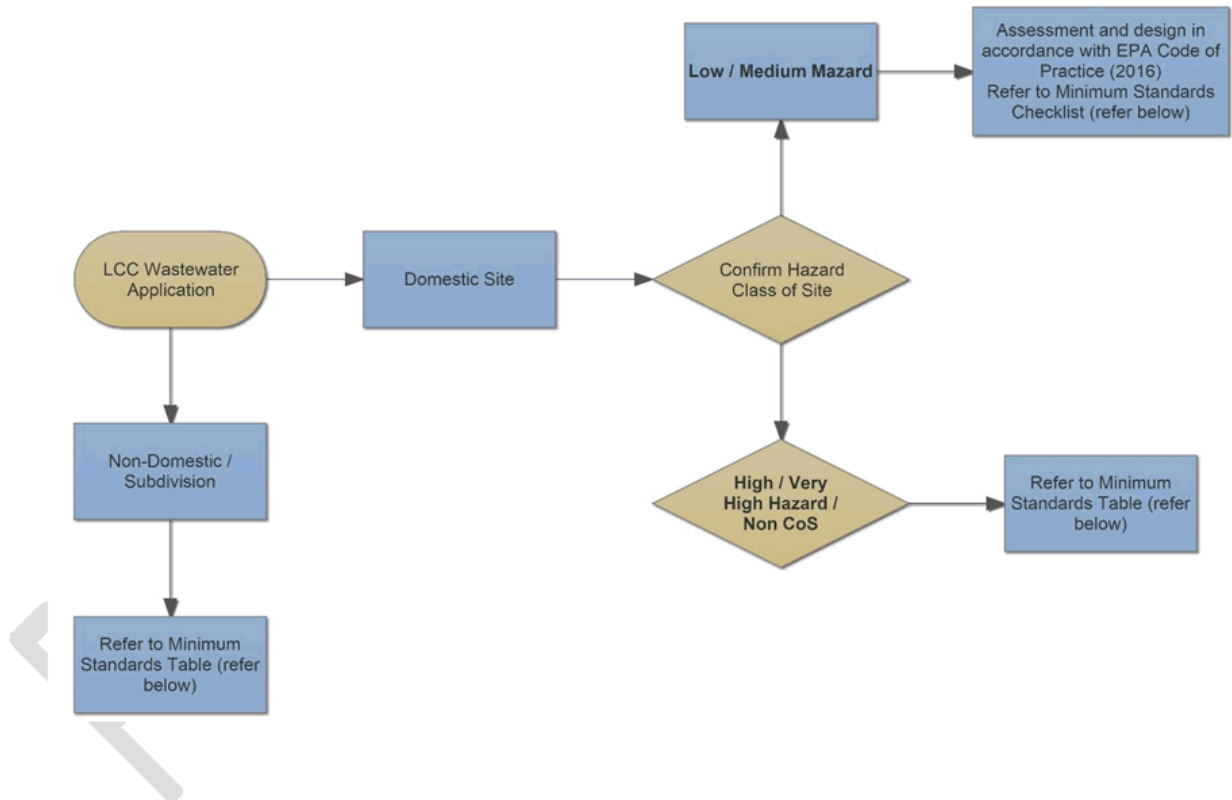 Low / Medium Mazard
Assessment and design in
accordance with EPA Code of
Practice (2016)
Refer to Minimum Standards
Checklist (refer below)
LCC Wastewater
Application
Domestic Site
Confirm Hazard
Class of Site
Non-Domestic /
Subdivision
High / Very
High Hazard /
Non CoS
Refer to Minimum
Standards Table (refer
below)
Refer to Minimum
Standards Table (refer
below)